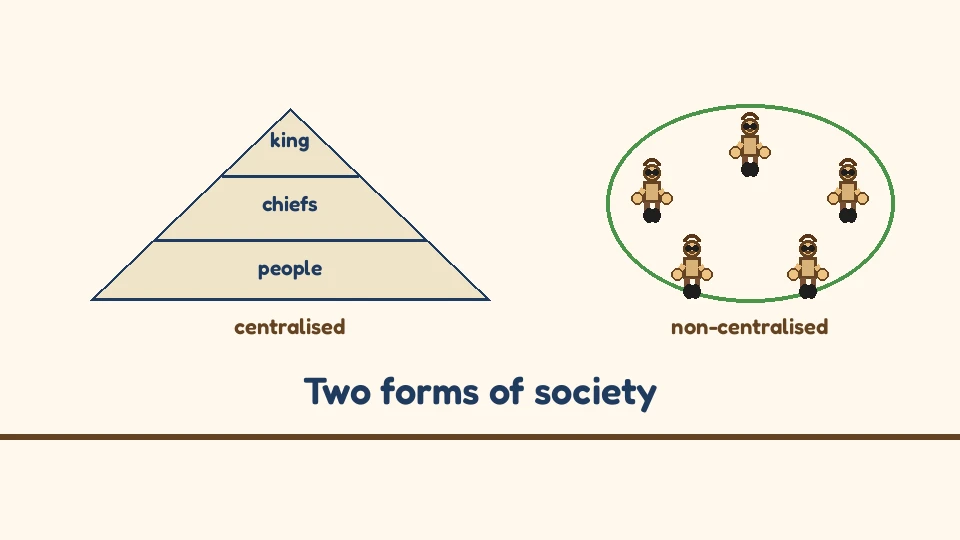 king
chiefs
people
centralised
non-centralised
Two forms of society